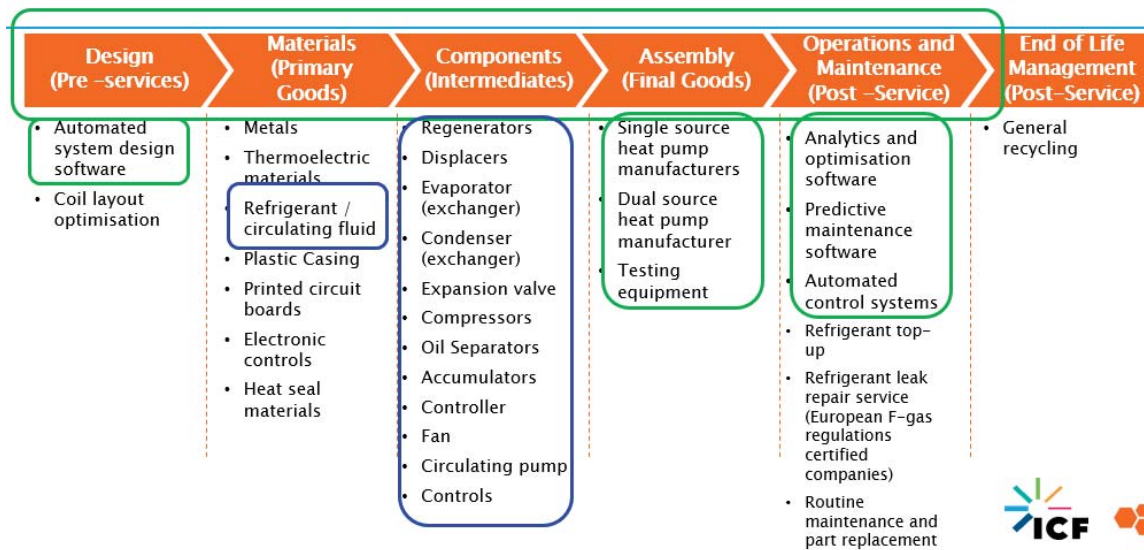 Design
(Pre –services)
Materials
(Primary
Goods)
Components
(Intermediates)
Assembly
(Final Goods)
Operations and
Maintenance
(Post –Service)
End of Life
Management
(Post–Service)
• Automated
system design
software
• Coil layout
optimisation
• Metals
• Thermoelectric
materials
• Refrigerant /
circulating fluid
• Plastic Casing
• Printed circuit
boards
• Electronic
controls
• Heat seal
materials
• Regenerators
• Displacers
• Evaporator
(exchanger)
• Condenser
(exchanger)
• Expansion valve
• Compressors
• Oil Separators
• Accumulators
• Controller
• Fan
• Circulating pump
• Controls
• Single source
heat pump
manufacturers
• Dual source
heat pump
manufacturer
• Testing
equipment
• Analytics and
optimisation
software
• Predictive
maintenance
software
• Automated
control systems
• Refrigerant top-
up
• Refrigerant leak
repair service
(European F-gas
regulations
certified
companies)
• Routine
maintenance and
part replacement
• General
recycling
ICF